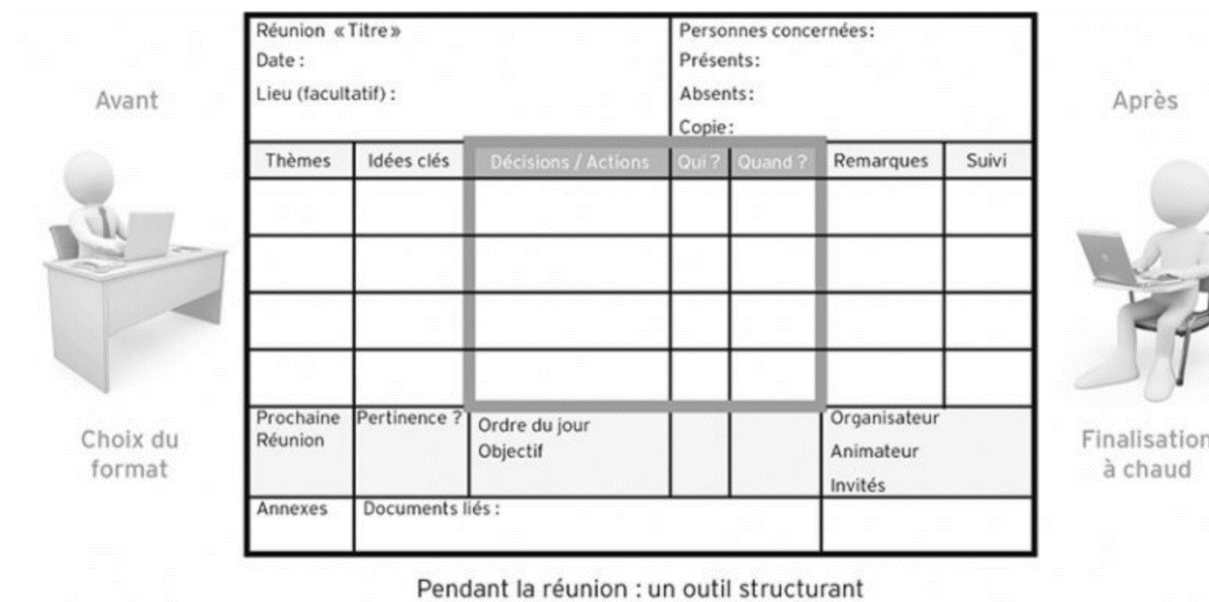 Avant
Choix du
format
Réunion «Titre»
Date :
Lieu (facultatif) :
Personnes concernées:
Présents:
Absents:
Copie:
Thèmes
Idées clés
Décisions / Actions
Qui ?
Quand ?
Remarques
Suivi
Prochaine
Réunion
Pertinence ?
Ordre du jour
Objectif
Organisateur
Animateur
Invités
Annexes
Documents liés :
Après
Finalisation
à chaud
Pendant la réunion : un outil structurant